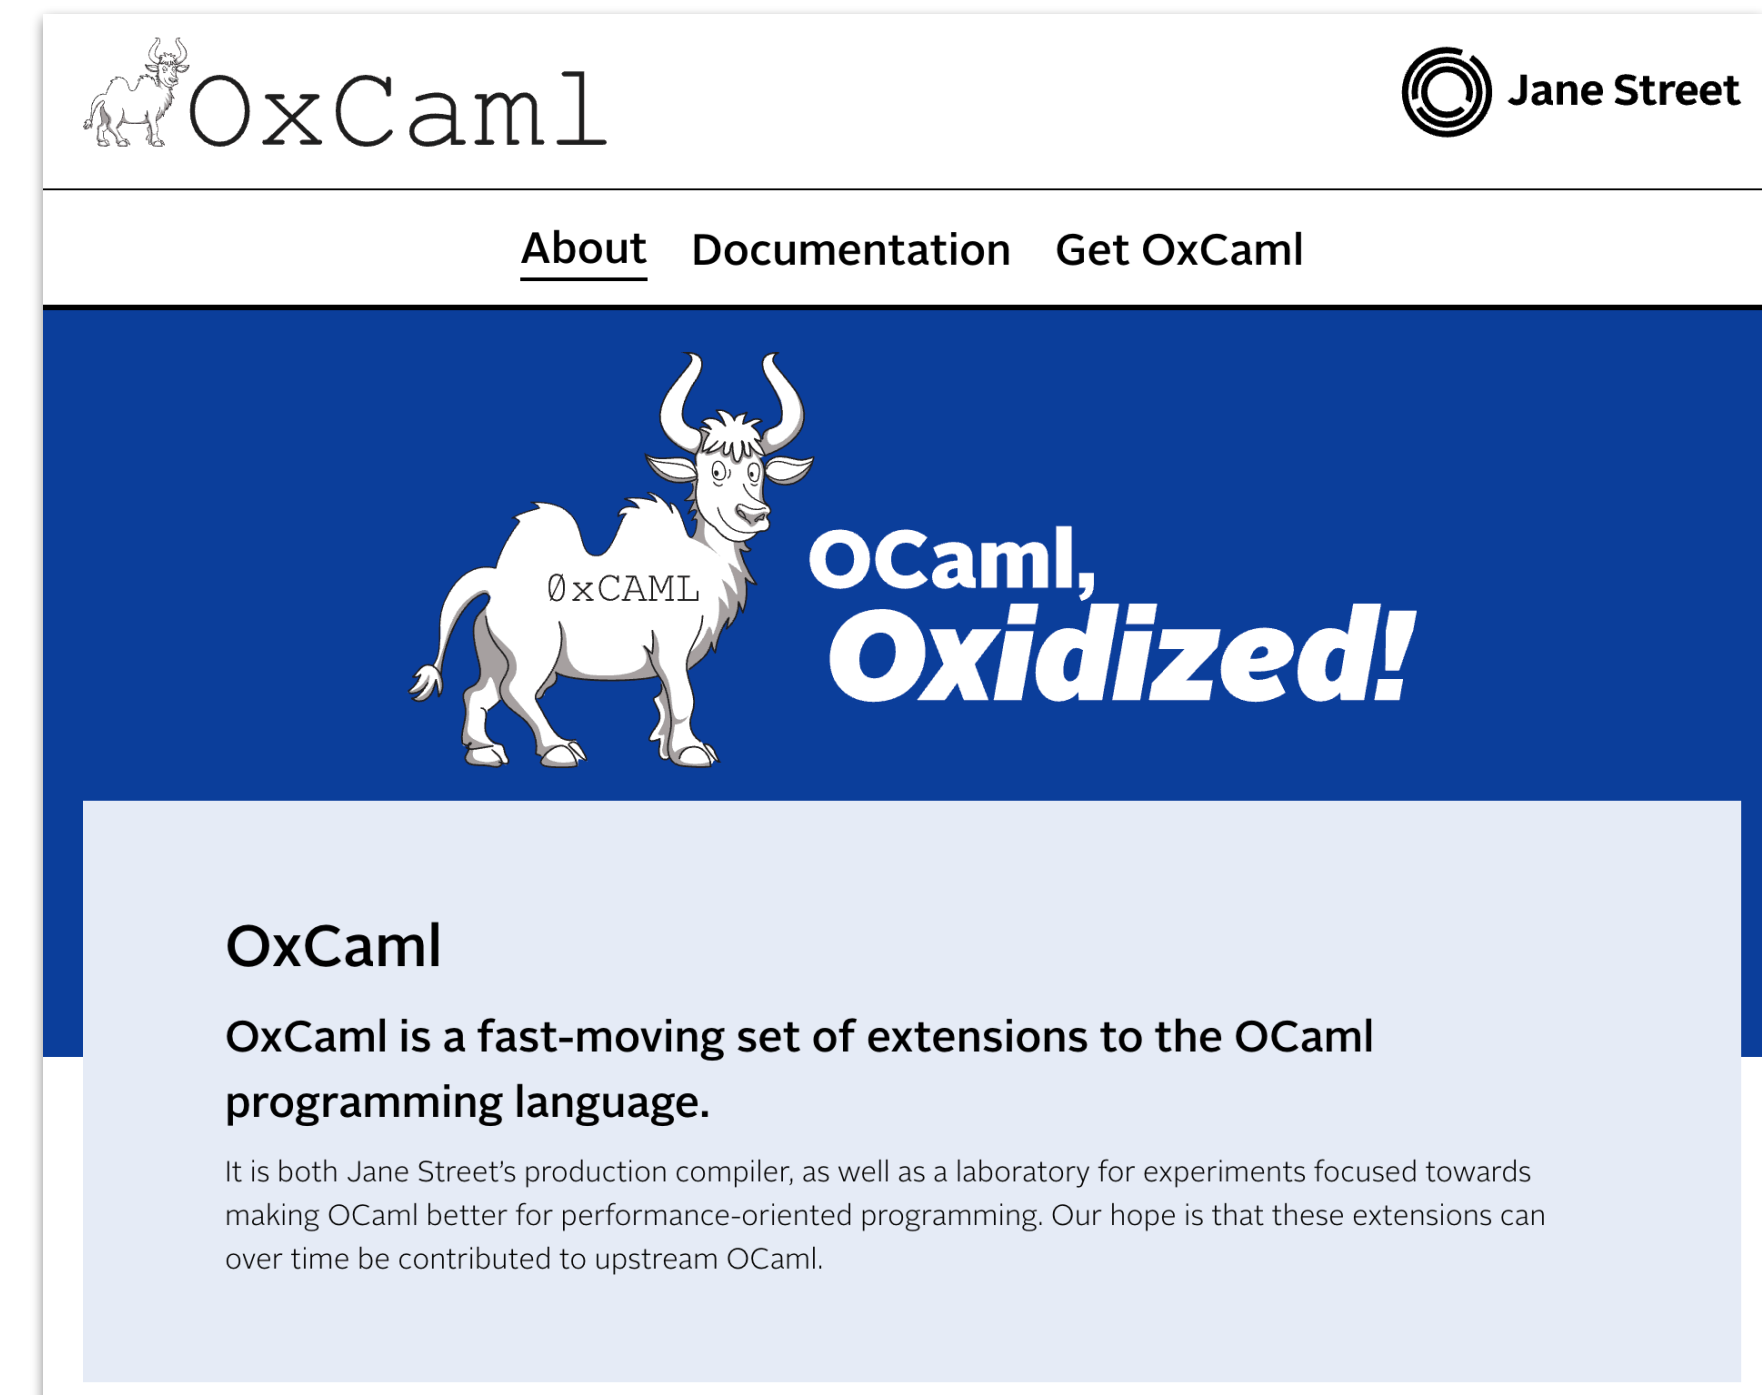 OxCaml
Jane Street
About Documentation Get OxCaml
0xCAML
OCaml,
Oxidized!
OxCaml
OxCaml is a fast-moving set of extensions to the OCaml
programming language.
It is both Jane Street’s production compiler, as well as a laboratory for experiments focused towards
making OCaml better for performance-oriented programming. Our hope is that these extensions can
over time be contributed to upstream OCaml.